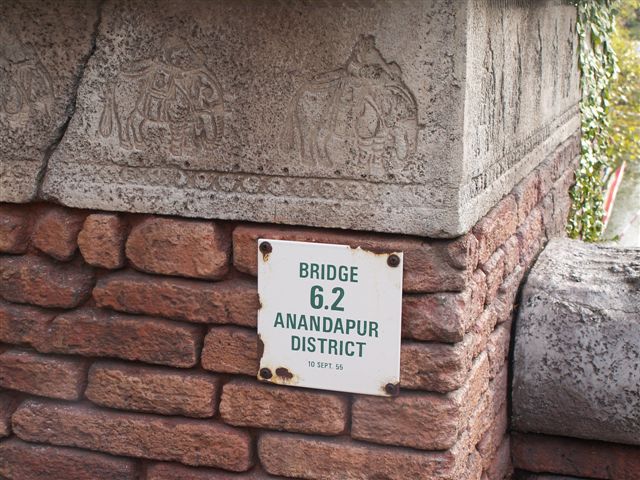 BRIDGE
6.2
ANANDAPUR
DISTRICT
10 SEPT. 55